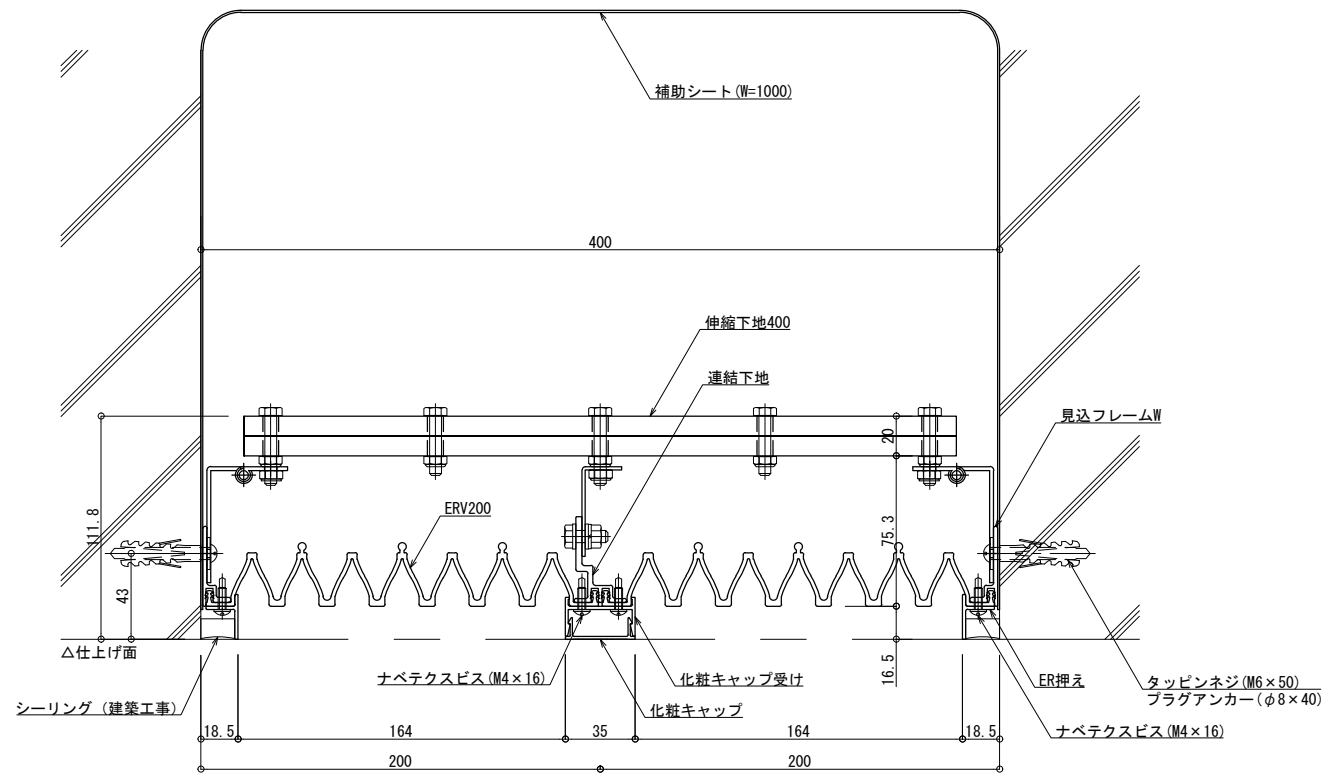 補助シート(W=1000)
400
伸縮下地400
連結下地
見込フレームW
20
ERV200
111.8
75.3
43
△仕上げ面
16.5
ナベテクスビス(M4×16)
化粧キャップ受け
ER押え
タッピンネジ(M6×50)
プラグアンカー(φ8×40)
シーリング（建築工事）
化粧キャップ
ナベテクスビス(M4×16)
18.5
164
35
164
18.5
200
200